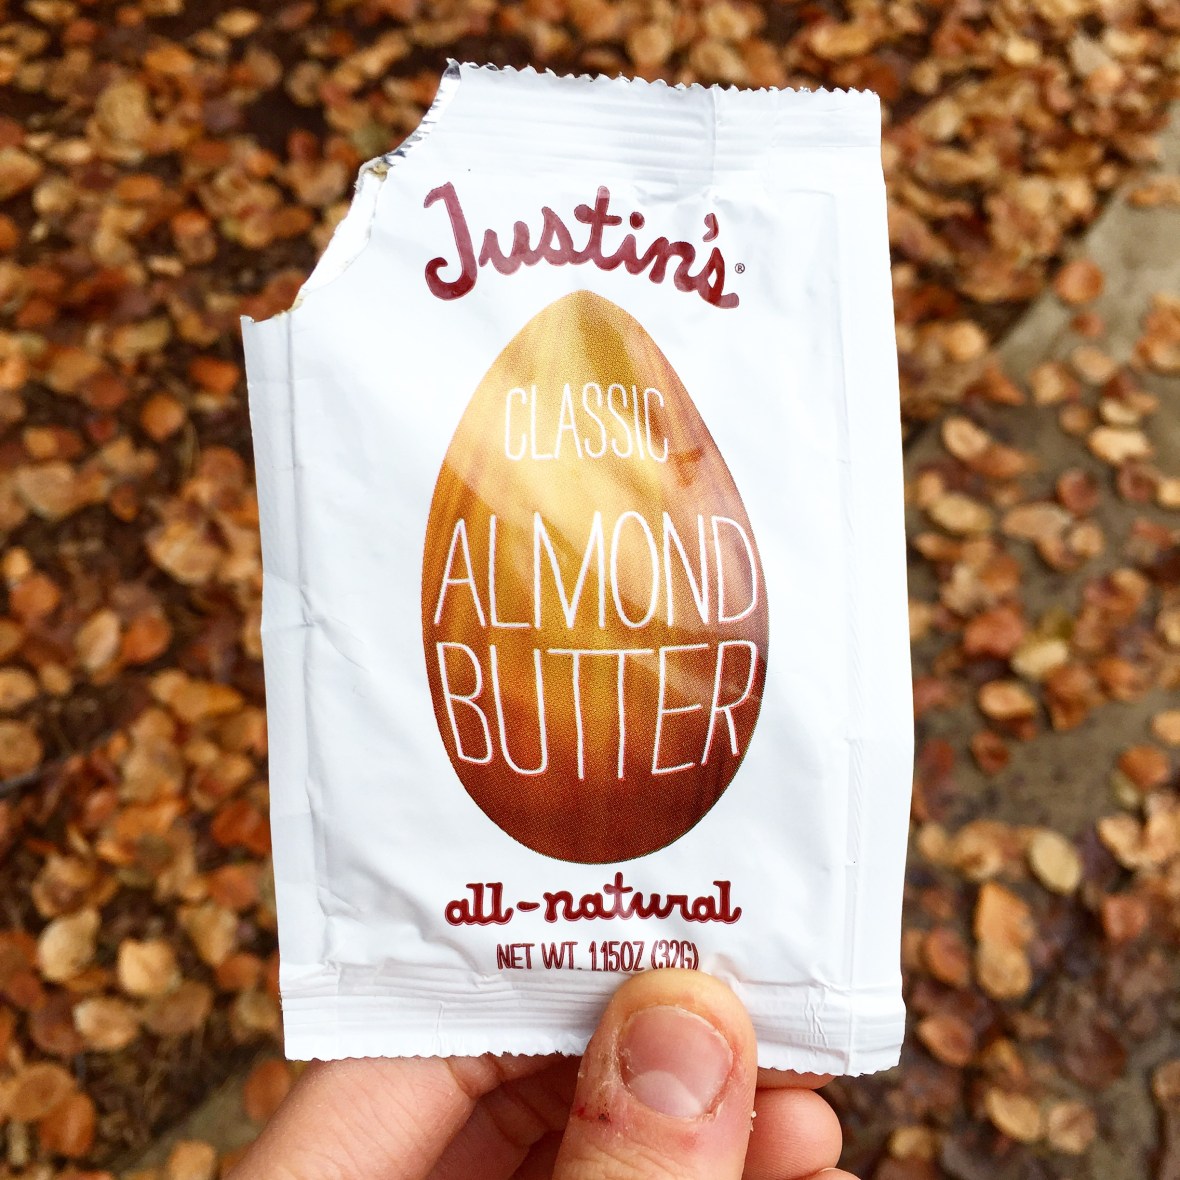 Justin's®
CLASSIC
ALMOND
BUTTER
all-natural
NET WT. 1.15OZ (32G)